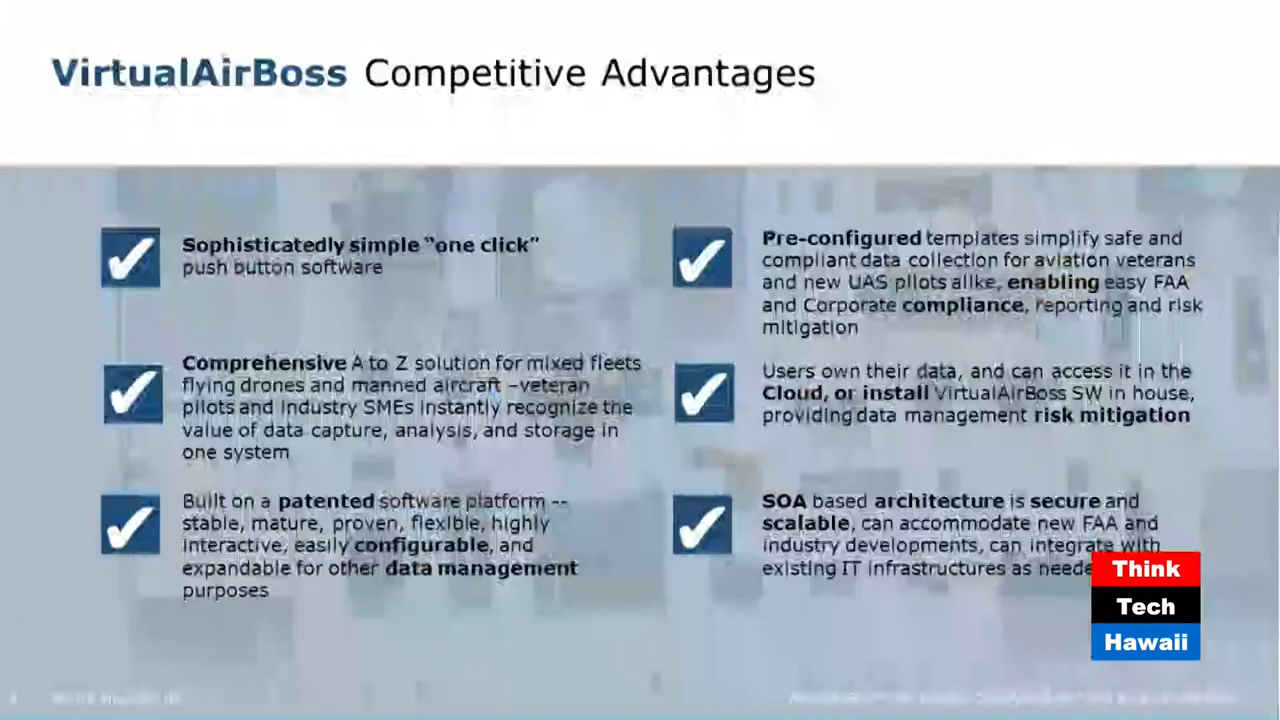 VirtualAirBoss Competitive Advantages
Sophisticatedly simple "one click"
push button software
Comprehensive A to Z solution for mixed fleets
flying drones and manned aircraft –veteran
pilots and industry SMEs instantly recognize the
value of data capture, analysis, and storage in
one system
Built on a patented software platform --
stable, mature, proven, flexible, highly
interactive, easily configurable, and
expandable for other data management
purposes
Pre-configured templates simplify safe and
compliant data collection for aviation veterans
and new UAS pilots alike, enabling easy FAA
and Corporate compliance, reporting and risk
mitigation
Users own their data, and can access it in the
Cloud, or install VirtualAirBoss SW in house,
providing data management risk mitigation
SOA based architecture is secure and
scalable, can accommodate new FAA and
industry developments, can integrate with
existing IT infrastructures as neede
Think
Tech
Hawaii